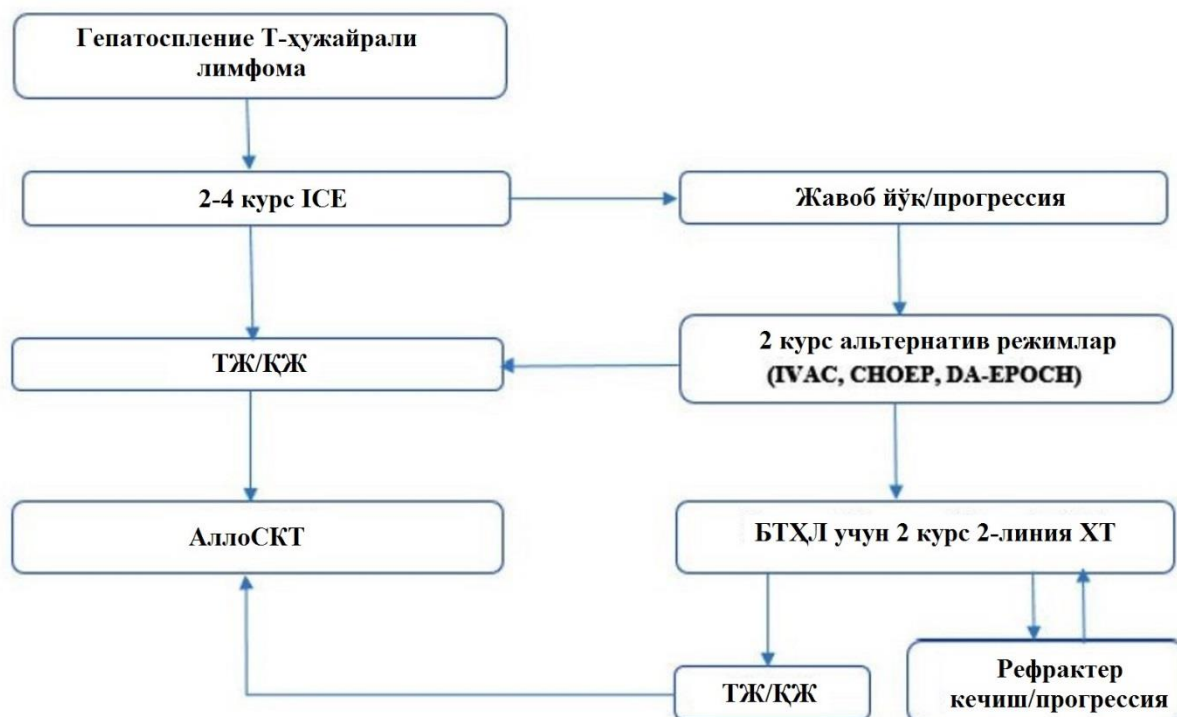 Гепатоспление Т-ҳужайрали
лимфома
2-4 курс ICE
Жавоб йўқ/прогрессия
ТЖ/ҚЖ
2 курс альтернатив режимлар
(IVAC, CHOEP, DA-EPOCH)
АллоСКТ
БТҲЛ учун 2 курс 2-линия ХТ
ТЖ/ҚЖ
Рефрактер
кечиш/прогрессия